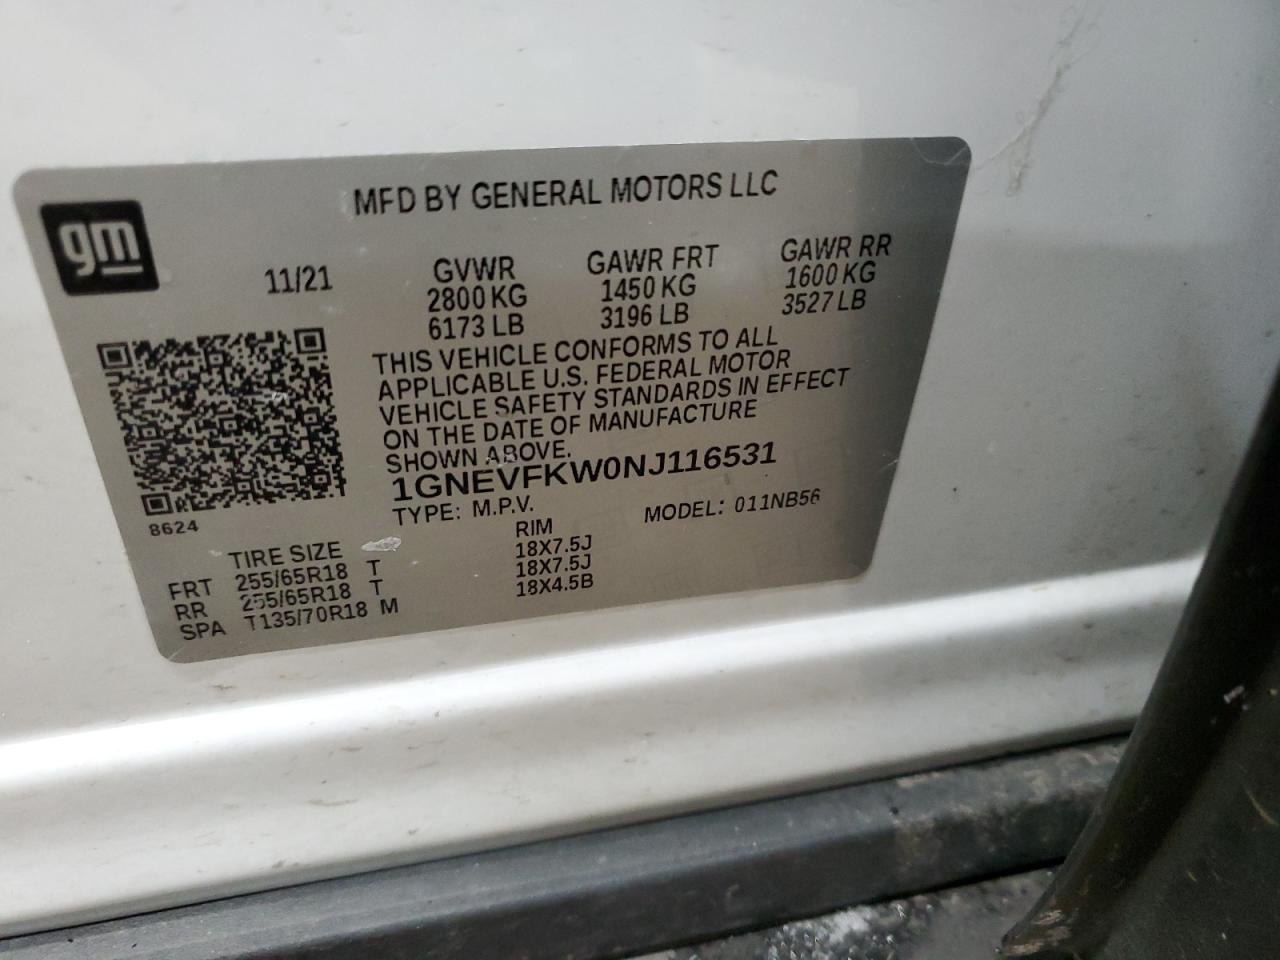 MFD BY GENERAL MOTORS LLC
gm
11/21 GVWR GAWR FRT GAWR RR
2800 KG 1450 KG 1600 KG
6173 LB 3196 LB 3527 LB
THIS VEHICLE CONFORMS TO ALL
APPLICABLE U.S. FEDERAL MOTOR
VEHICLE SAFETY STANDARDS IN EFFECT
ON THE DATE OF MANUFACTURE
SHOWN ABOVE.
1GNEVFKW0NJ116531
8624 TYPE: M.P.V. MODEL: 011NB56
TIRE SIZE RIM
FRT 255/65R18 T 18X7.5J
RR 255/65R18 T 18X7.5J
SPA T135/70R18 M 18X4.5B